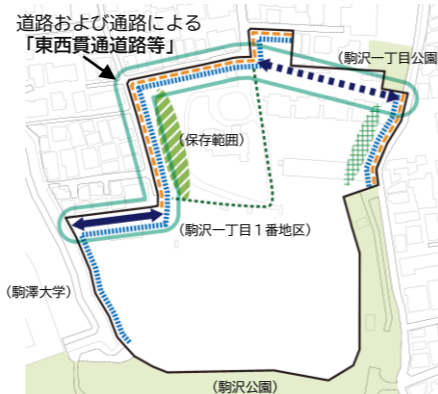 道路および通路による
「東西貫通道路等」
(駒沢一丁目公園)
(保存範囲)
(駒沢一丁目1番地区)
(駒澤大学)
(駒沢公園)